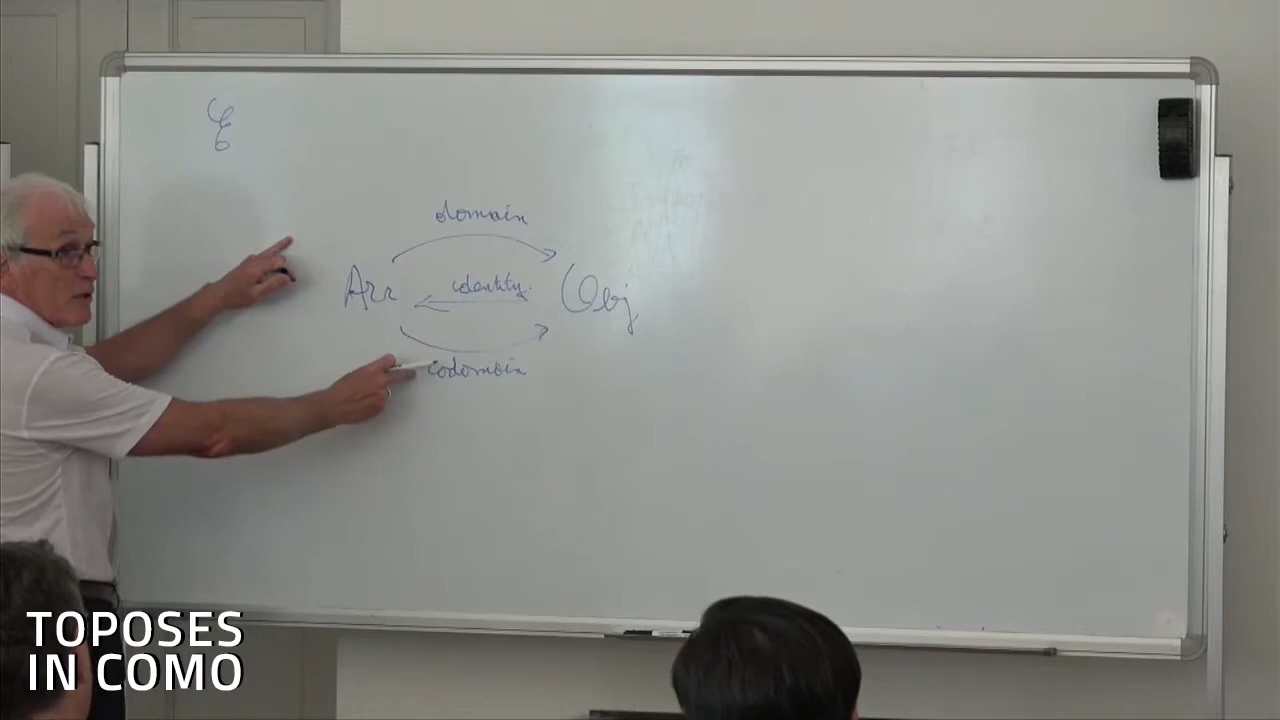 ℰ
domain
Arr identity. Obj
codomain
TOPOSES
IN COMO